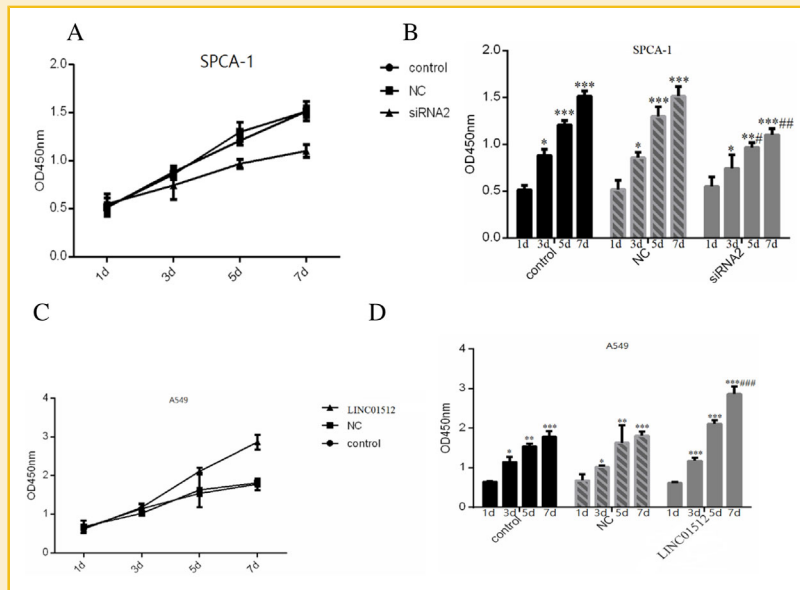 A
SPCA-1
OD450nm
2.0
1.5
1.0
0.5
0.0
1d 3d 5d 7d
control
NC
siRNA2
B
SPCA-1
OD450nm
2.0
1.5
1.0
0.5
0.0
* *** ***
* *** ***
* **# ***##
1d 3d 5d 7d 1d 3d 5d 7d 1d 3d 5d 7d
control NC siRNA2
C
A549
OD450nm
4
3
2
1
0
1d 3d 5d 7d
LINC01512
NC
control
D
A549
OD450nm
4
3
2
1
0
* ** ***
* ** ***
*** *** ***###
1d 3d 5d 7d 1d 3d 5d 7d 1d 3d 5d 7d
control NC LINC01512